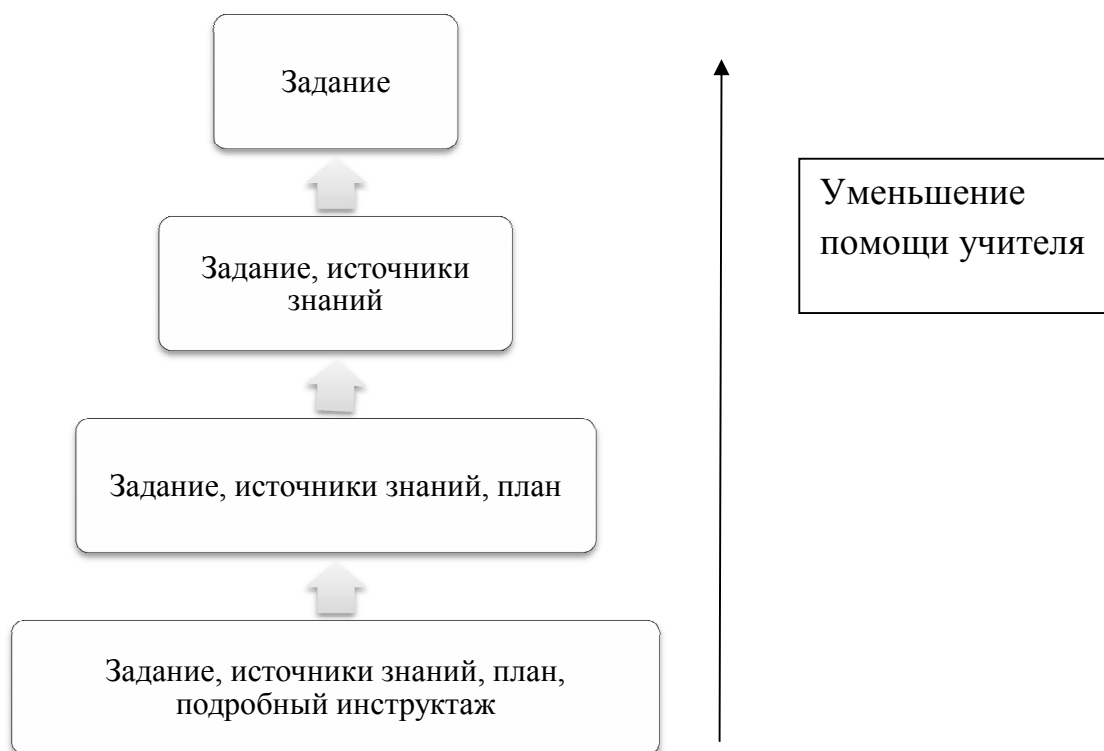 Задание
Уменьшение
помощи учителя
Задание, источники
знаний
Задание, источники знаний, план
Задание, источники знаний, план,
подробный инструктаж